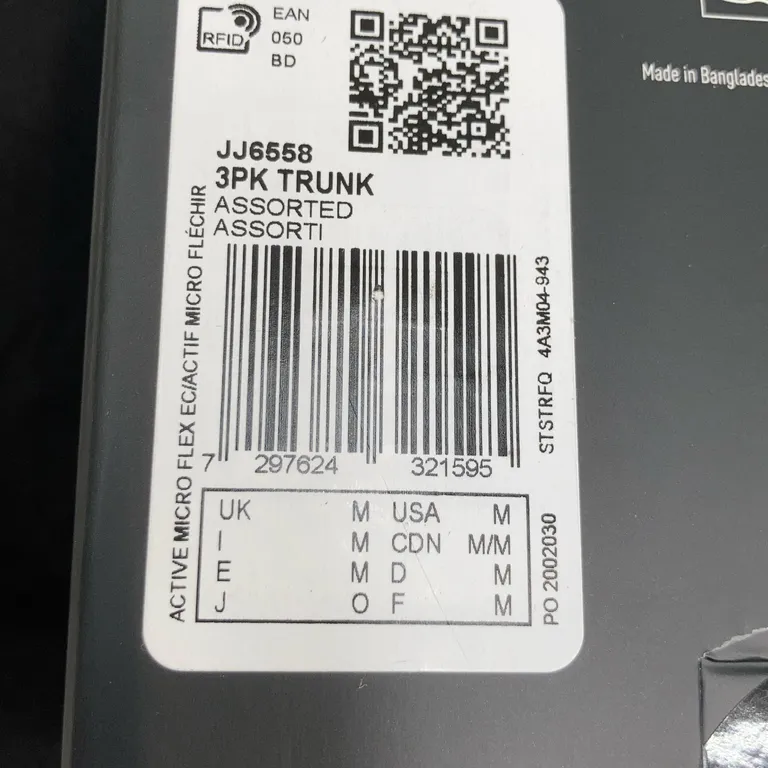 RFID
EAN
050
BD
Made in Banglades
JJ6558
3PK TRUNK
ASSORTED
ASSORTI
ACTIVE MICRO FLEX EC/ACTIF MICRO FLÉCHIR
STSTRFQ 4A3M04-943
7 297624 321595
UK M USA M
I M CDN M/M
E M D M
J O F M
PO 2002030